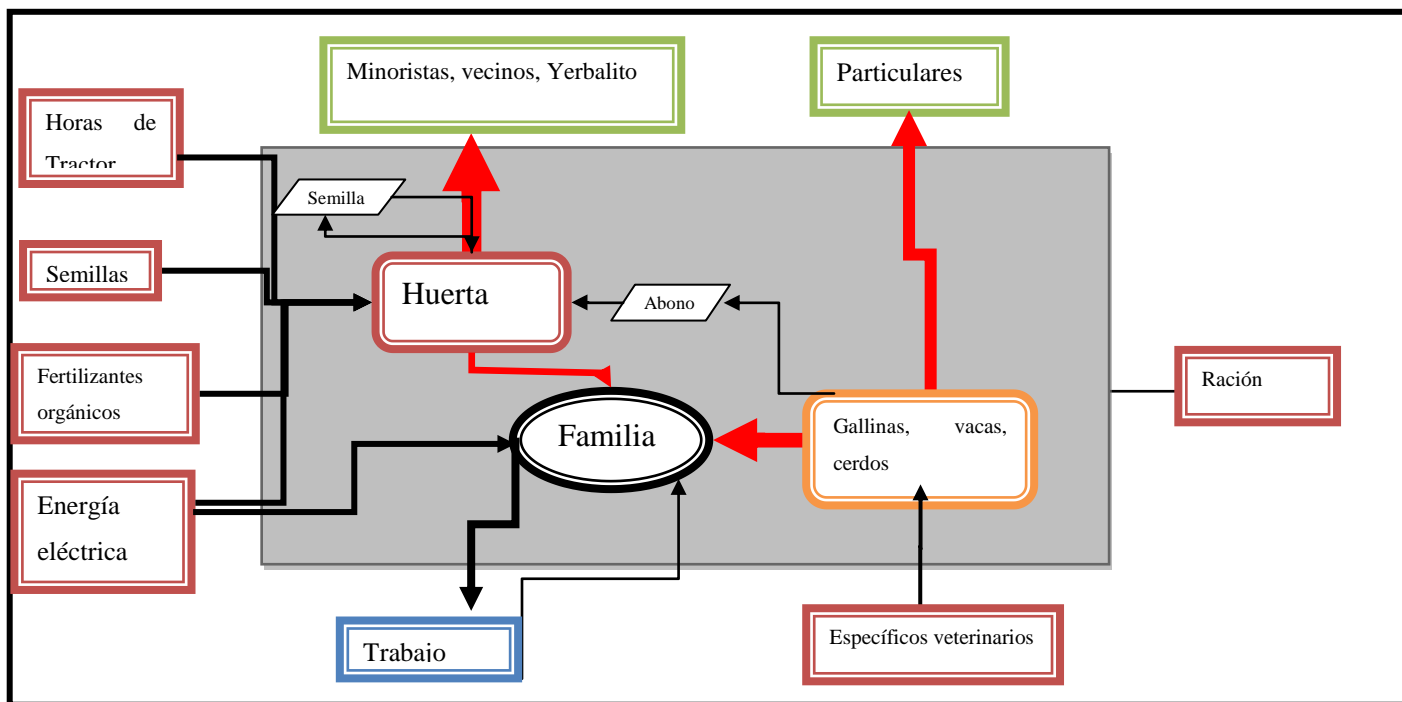 Minoristas, vecinos, Yerbalito
Particulares
Horas de
Tractor
Semilla
Semillas
Huerta
Abono
Fertilizantes
orgánicos
Ración
Familia
Gallinas, vacas,
cerdos
Energía
eléctrica
Trabajo
Específicos veterinarios